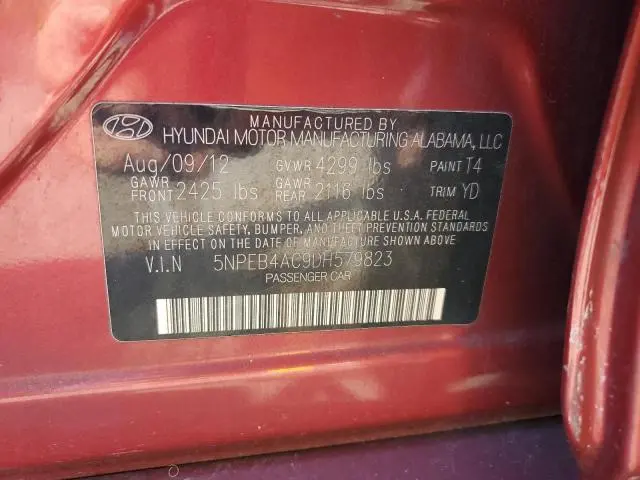 MANUFACTURED BY
HYUNDAI MOTOR MANUFACTURING ALABAMA, LLC
Aug/09/12 GVWR 4299 lbs PAINT T4
GAWR FRONT 2425 lbs GAWR REAR 2116 lbs TRIM YD
THIS VEHICLE CONFORMS TO ALL APPLICABLE U.S.A. FEDERAL
MOTOR VEHICLE SAFETY, BUMPER, AND THEFT PREVENTION STANDARDS
IN EFFECT ON THE DATE OF MANUFACTURE SHOWN ABOVE.
V.I.N 5NPEB4AC9DH579823
PASSENGER CAR